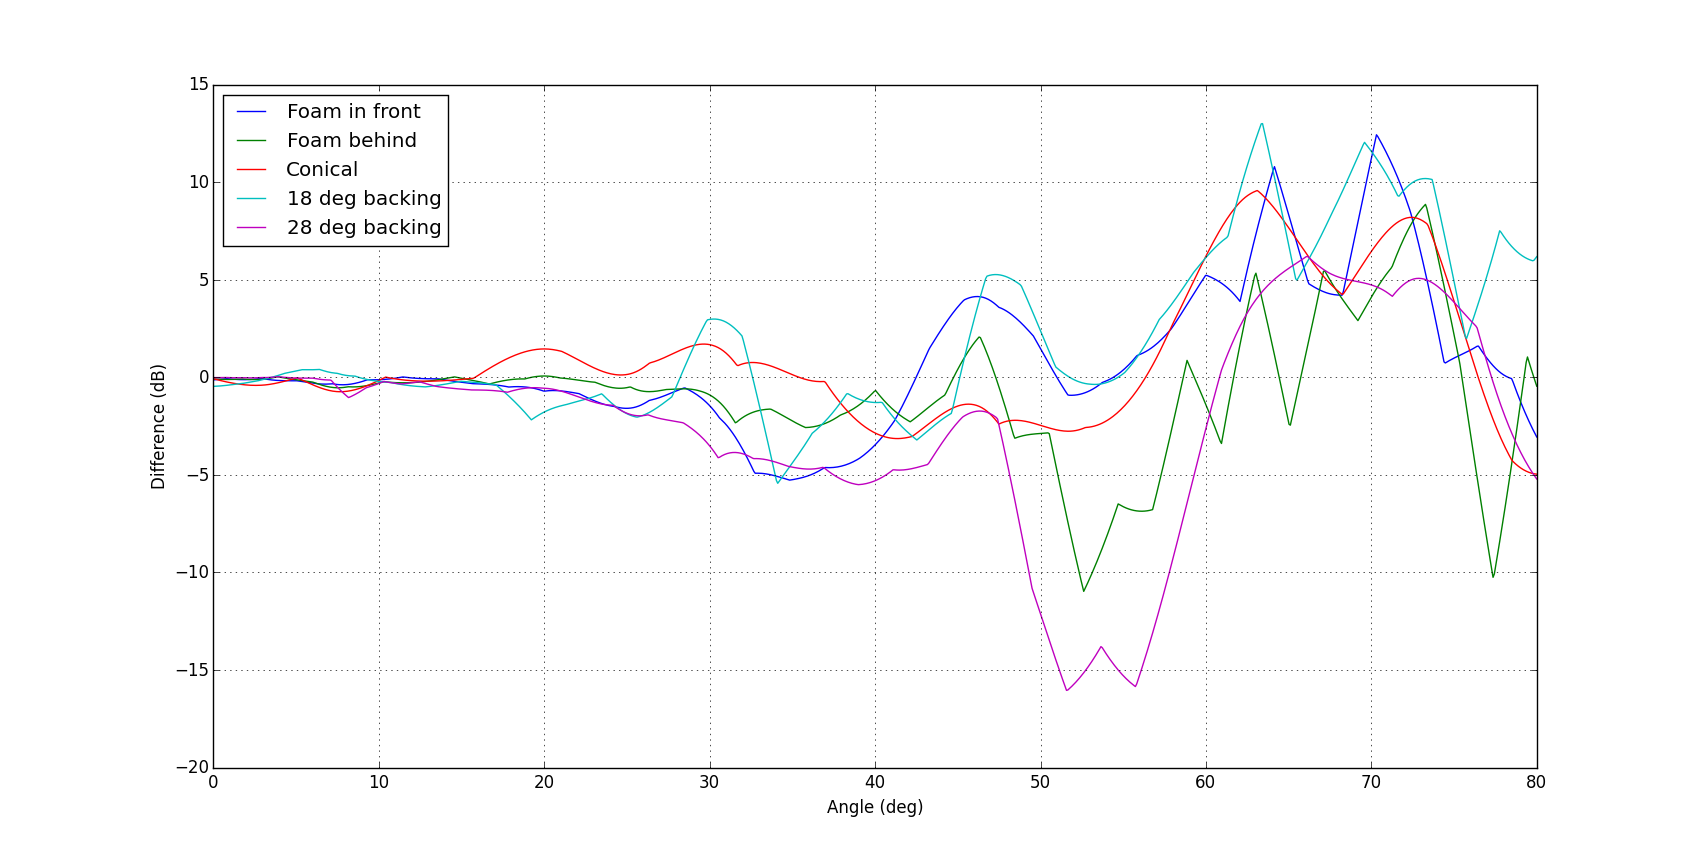 15
10
5
0
−5
−10
−15
−20
Difference (dB)
Foam in front
Foam behind
Conical
18 deg backing
28 deg backing
0 10 20 30 40 50 60 70 80
Angle (deg)